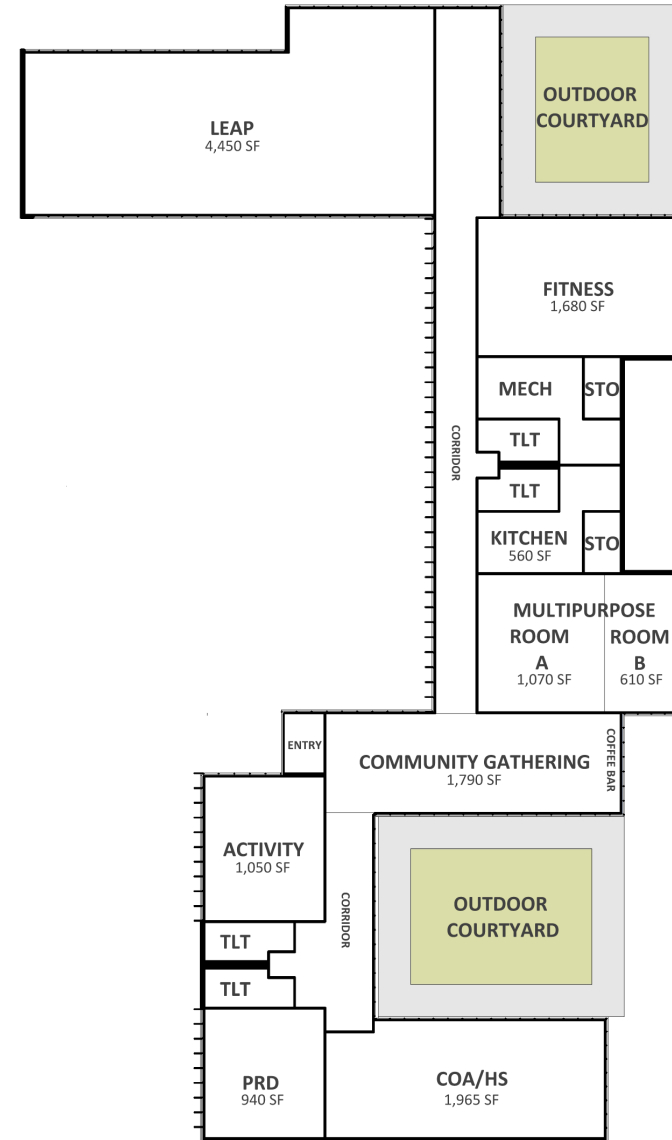 OUTDOOR
COURTYARD
LEAP
4,450 SF
FITNESS
1,680 SF
MECH
STO
TLT
CORRIDOR
TLT
KITCHEN
560 SF
STO
MULTIPURPOSE
ROOM
A
1,070 SF
ROOM
B
610 SF
ENTRY
COMMUNITY GATHERING
1,790 SF
COFFEE BAR
ACTIVITY
1,050 SF
CORRIDOR
OUTDOOR
COURTYARD
TLT
TLT
PRD
940 SF
COA/HS
1,965 SF